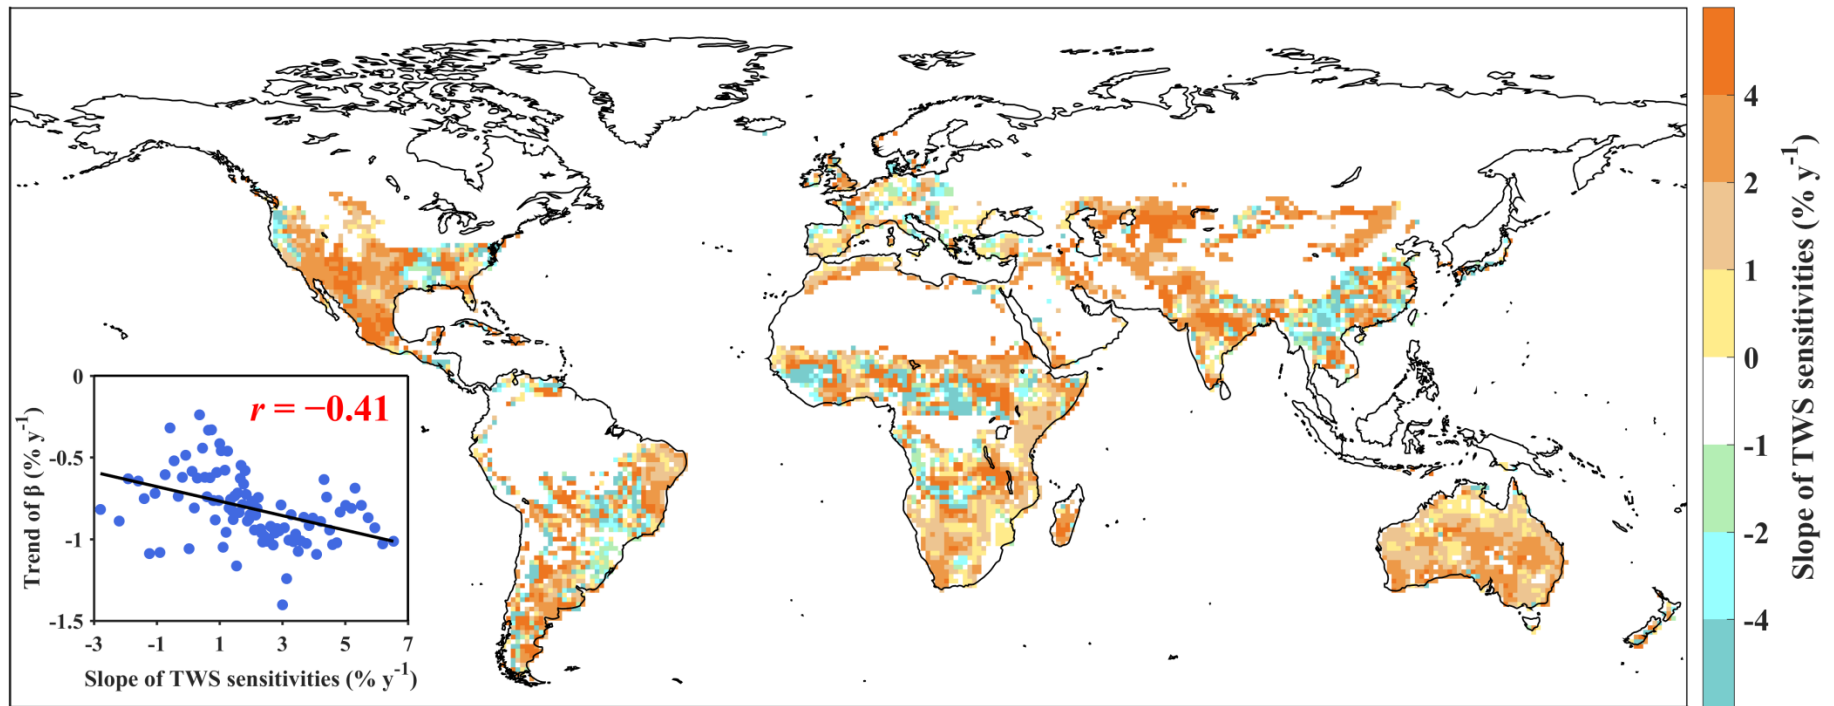 r = −0.41
0
-0.5
-1
-1.5
Trend of β (% y⁻¹)
-3 -1 1 3 5 7
Slope of TWS sensitivities (% y⁻¹)
4
2
1
0
-1
-2
-4
Slope of TWS sensitivities (% y⁻¹)